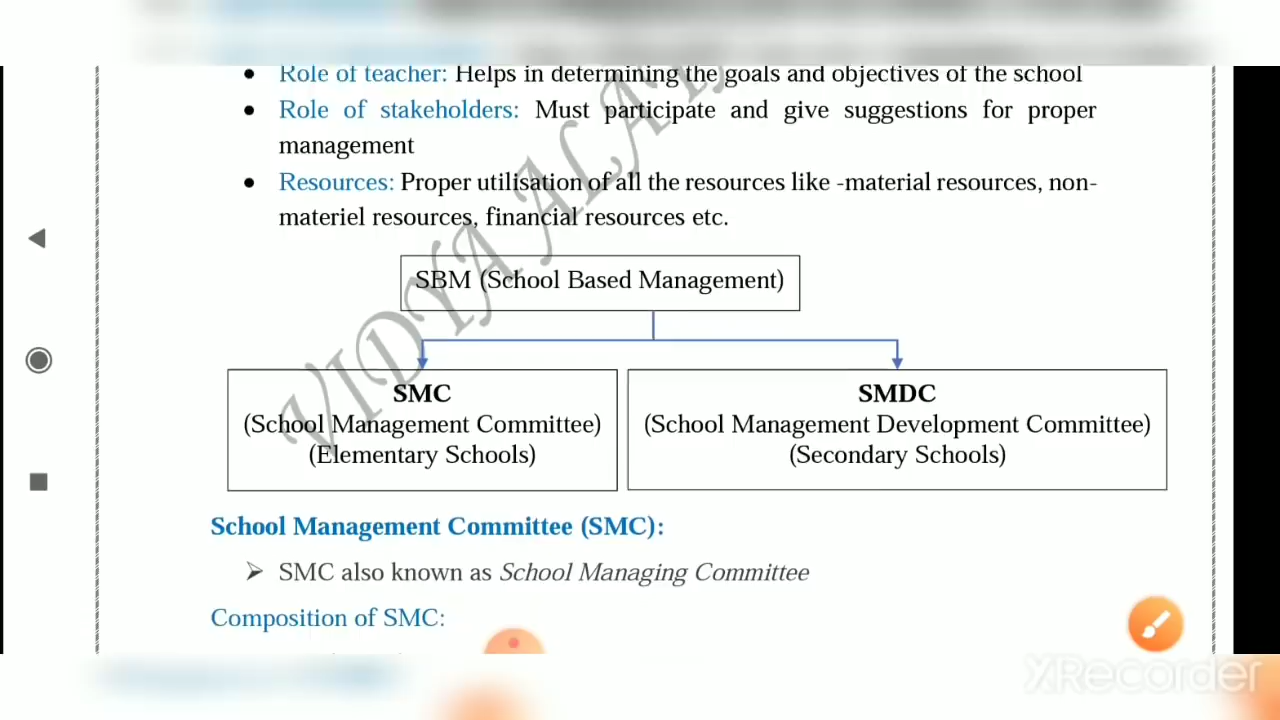 • Role of teacher: Helps in determining the goals and objectives of the school
• Role of stakeholders: Must participate and give suggestions for proper
management
• Resources: Proper utilisation of all the resources like -material resources, non-
materiel resources, financial resources etc.
SBM (School Based Management)
SMC
(School Management Committee)
(Elementary Schools)
SMDC
(School Management Development Committee)
(Secondary Schools)
School Management Committee (SMC):
➢ SMC also known as School Managing Committee
Composition of SMC:
VIDYA ALAY
XRecorder